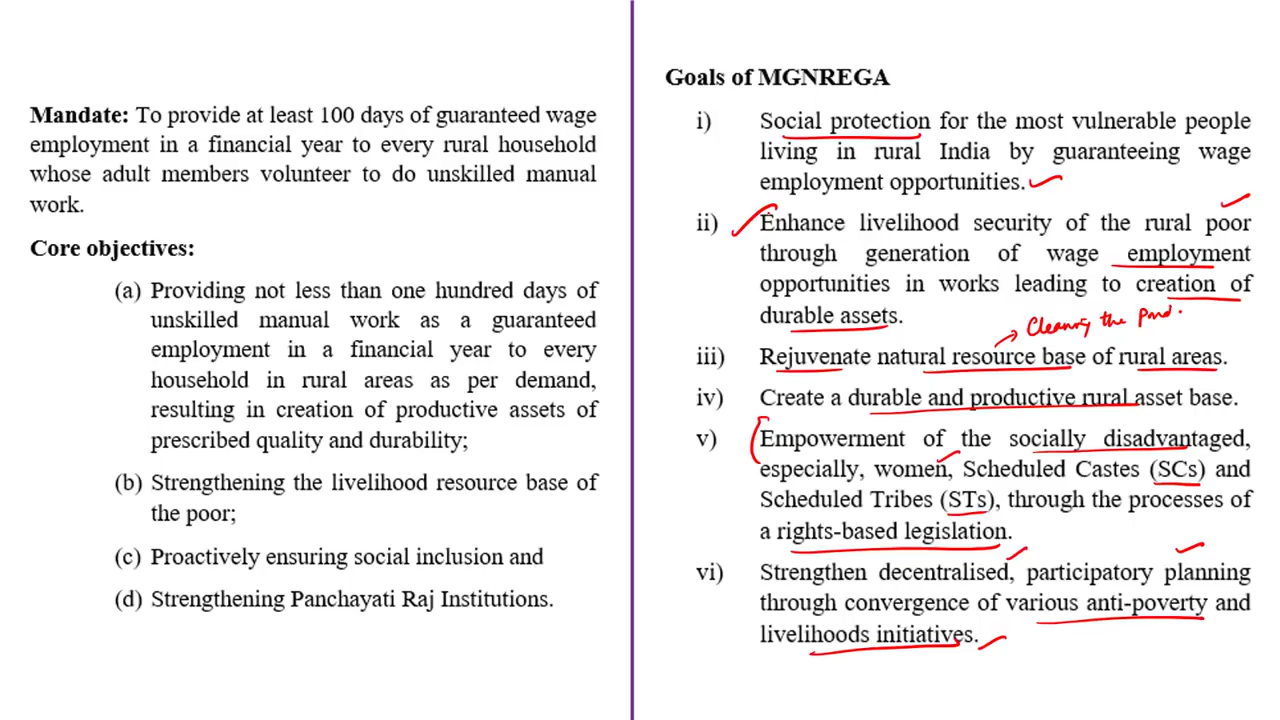 Mandate: To provide at least 100 days of guaranteed wage
employment in a financial year to every rural household
whose adult members volunteer to do unskilled manual
work.
Core objectives:
(a) Providing not less than one hundred days of
unskilled manual work as a guaranteed
employment in a financial year to every
household in rural areas as per demand,
resulting in creation of productive assets of
prescribed quality and durability;
(b) Strengthening the livelihood resource base of
the poor;
(c) Proactively ensuring social inclusion and
(d) Strengthening Panchayati Raj Institutions.
Goals of MGNREGA
i) Social protection for the most vulnerable people
living in rural India by guaranteeing wage
employment opportunities.
ii) Enhance livelihood security of the rural poor
through generation of wage employment
opportunities in works leading to creation of
durable assets.
Cleaning the Pond.
iii) Rejuvenate natural resource base of rural areas.
iv) Create a durable and productive rural asset base.
v) Empowerment of the socially disadvantaged,
especially, women, Scheduled Castes (SCs) and
Scheduled Tribes (STs), through the processes of
a rights-based legislation.
vi) Strengthen decentralised, participatory planning
through convergence of various anti-poverty and
livelihoods initiatives.